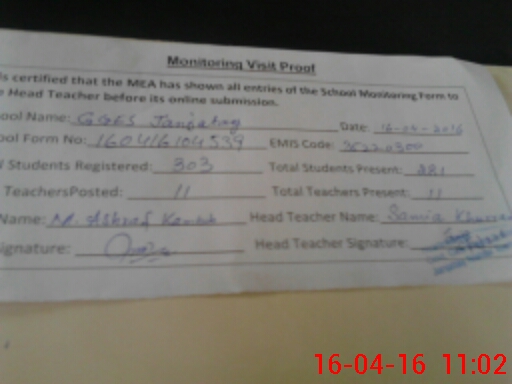 Monitoring Visit Proof
is certified that the MEA has shown all entries of the School Monitoring Form to
e Head Teacher before its online submission.
ool Name: GGES Date: 16-04-2016
ool Form No: EMIS Code:
l Students Registered: 303 Total Students Present: 281
TeachersPosted: 11 Total Teachers Present: 11
Name: M. Ashraf Head Teacher Name: Samia
ignature: Head Teacher Signature:
16-04-16 11:02